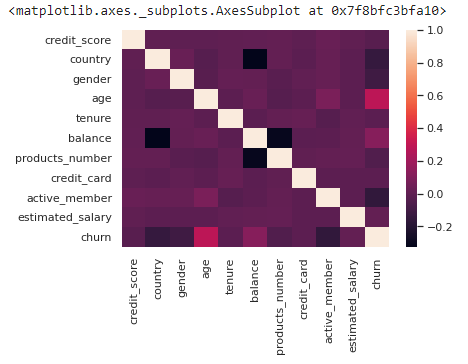 <matplotlib.axes._subplots.AxesSubplot at 0x7f8bfc3bfa10>
credit_score
country
gender
age
tenure
balance
products_number
credit_card
active_member
estimated_salary
churn
credit_score
country
gender
age
tenure
balance
products_number
credit_card
active_member
estimated_salary
churn
1.0
0.8
0.6
0.4
0.2
0.0
−0.2